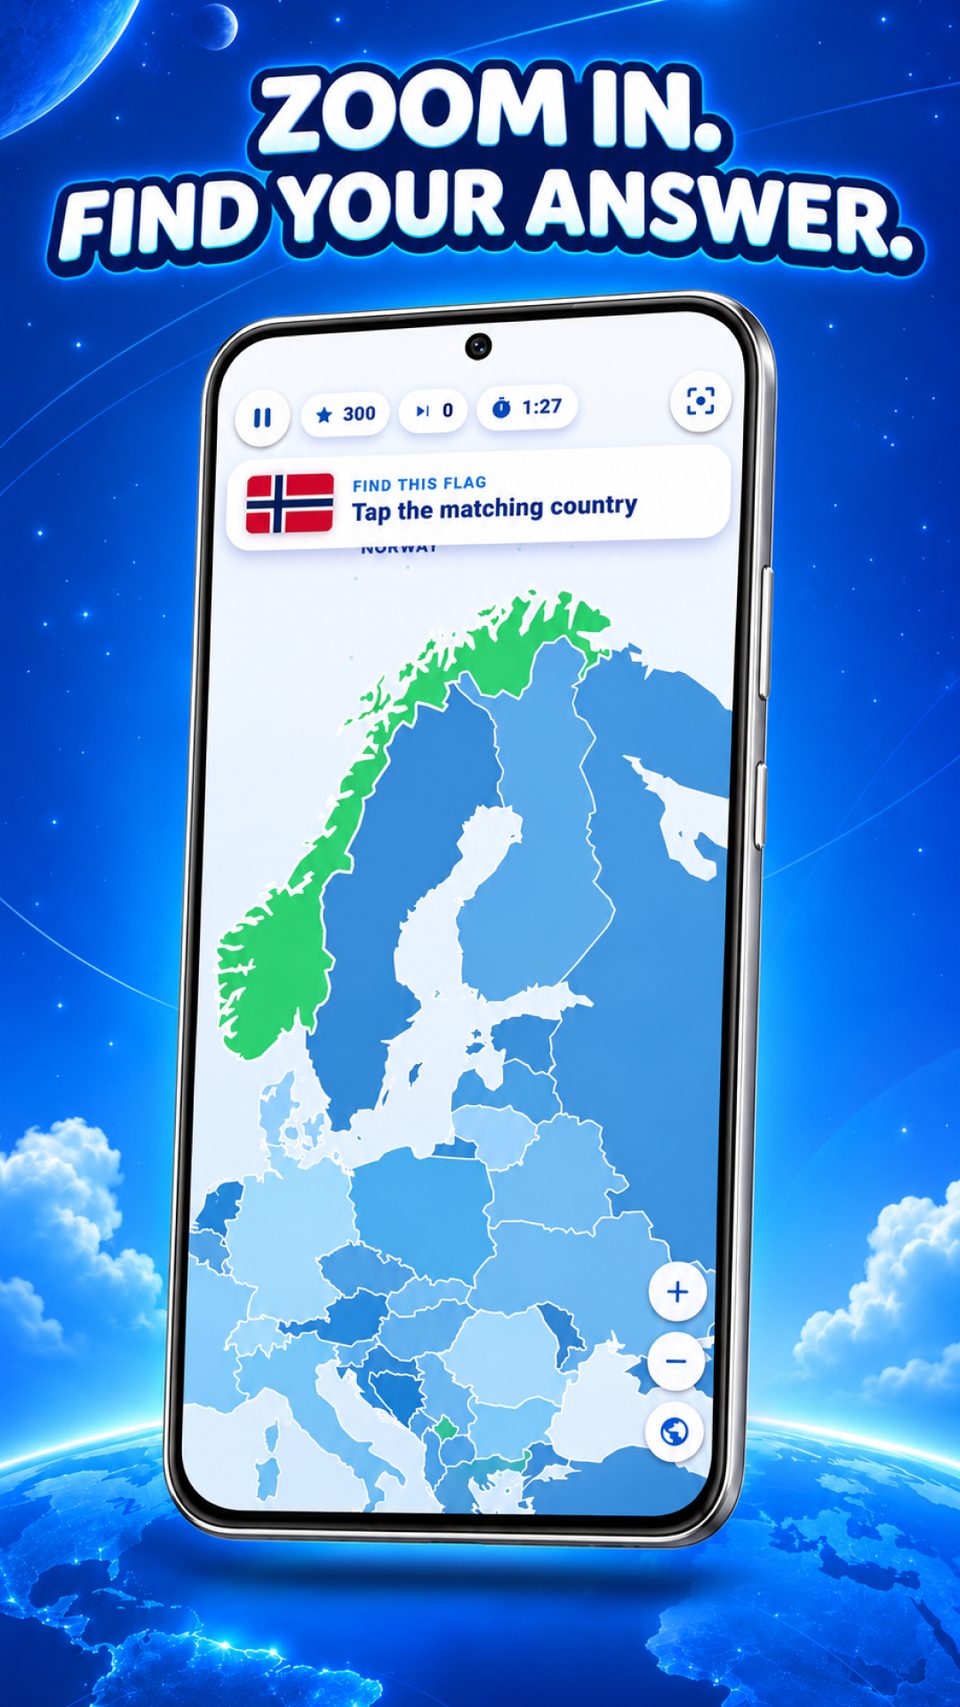 ZOOM IN.
FIND YOUR ANSWER.
300
0
1:27
FIND THIS FLAG
Tap the matching country
NORWAY